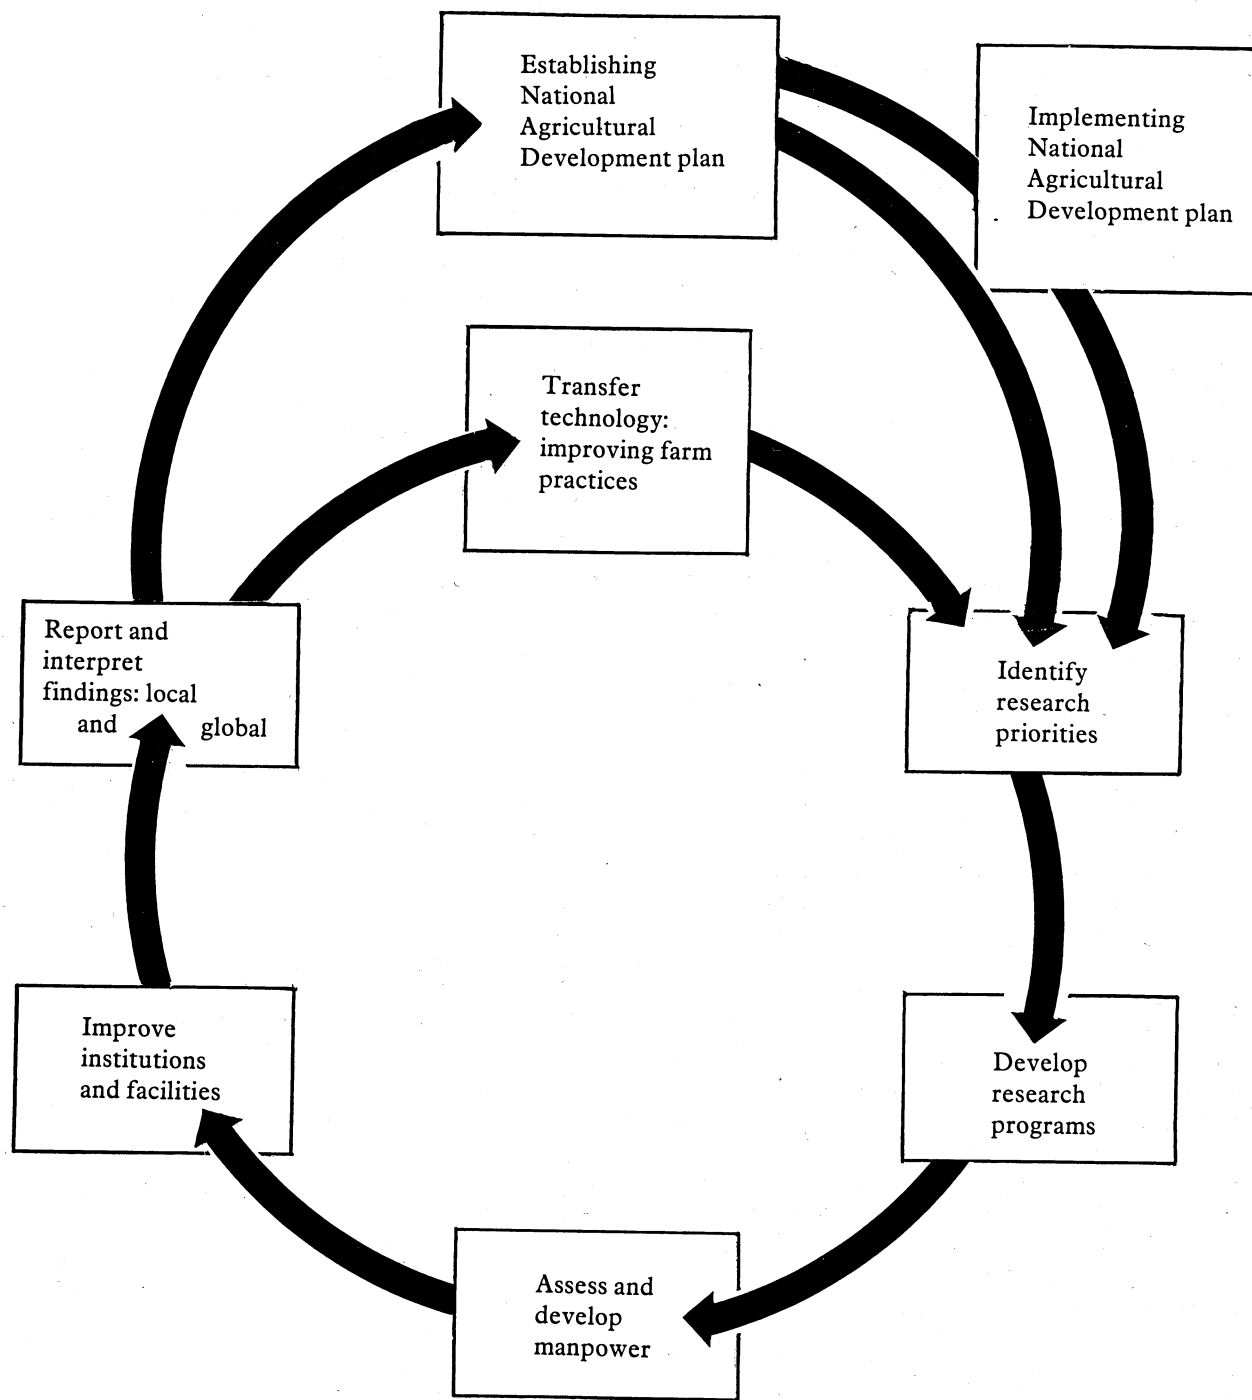 Establishing
National
Agricultural
Development plan
Implementing
National
Agricultural
Development plan
Transfer
technology:
improving farm
practices
Report and
interpret
findings: local
and global
Identify
research
priorities
Improve
institutions
and facilities
Develop
research
programs
Assess and
develop
manpower